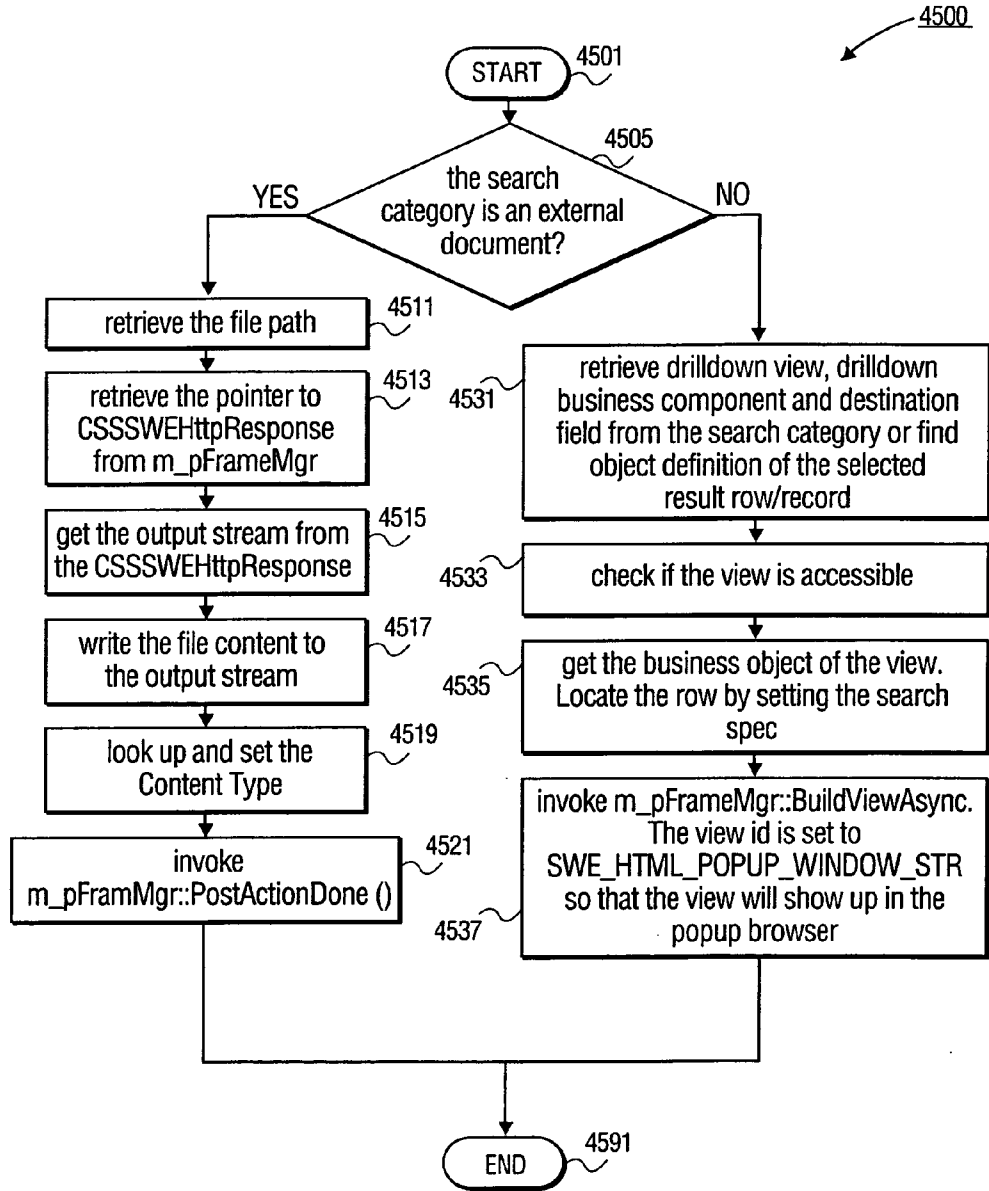 4500
START
4501
4505
the search
category is an external
document?
YES
NO
retrieve the file path
4511
retrieve the pointer to
CSSSWEHttpResponse
from m_pFrameMgr
4513
get the output stream from
the CSSSWEHttpResponse
4515
write the file content to
the output stream
4517
look up and set the
Content Type
4519
invoke
m_pFramMgr::PostActionDone ()
4521
retrieve drilldown view, drilldown
business component and destination
field from the search category or find
object definition of the selected
result row/record
4531
check if the view is accessible
4533
get the business object of the view.
Locate the row by setting the search
spec
4535
invoke m_pFrameMgr::BuildViewAsync.
The view id is set to
SWE_HTML_POPUP_WINDOW_STR
so that the view will show up in the
popup browser
4537
END
4591